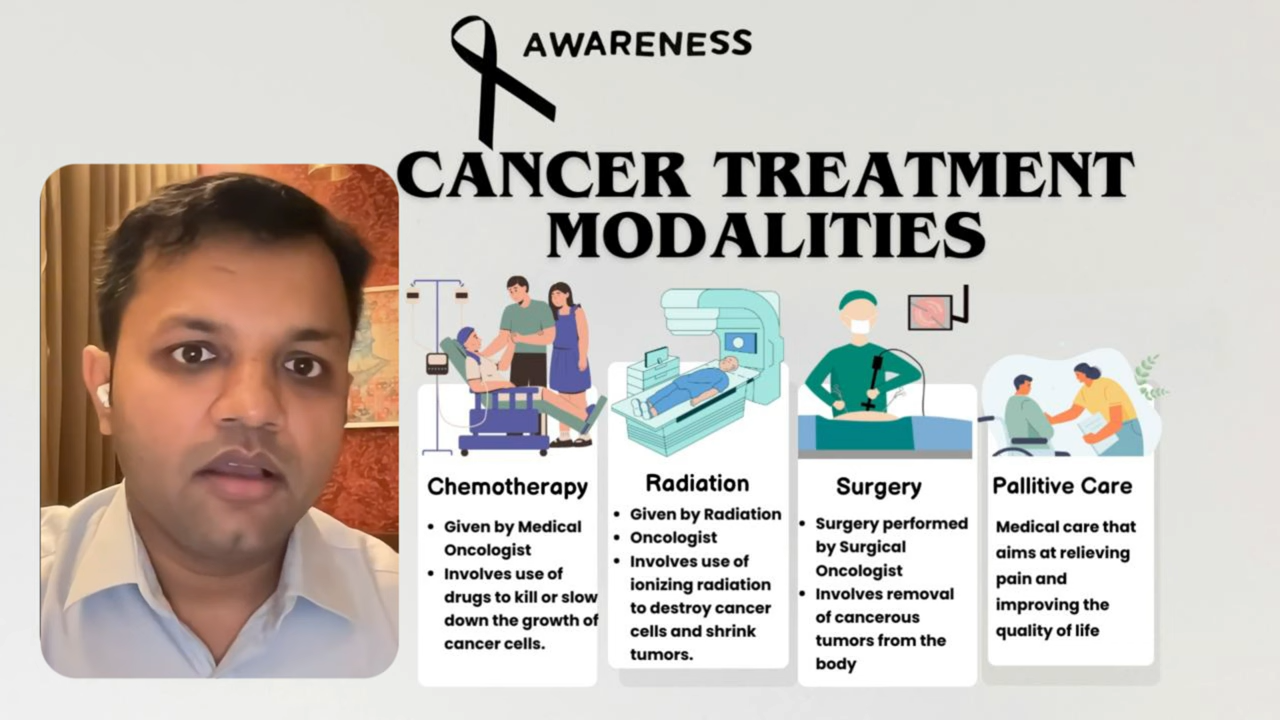 AWARENESS
CANCER TREATMENT
MODALITIES
Chemotherapy
• Given by Medical
Oncologist
• Involves use of
drugs to kill or slow
down the growth of
cancer cells.
Radiation
• Given by Radiation
• Oncologist
• Involves use of
ionizing radiation
to destroy cancer
cells and shrink
tumors.
Surgery
• Surgery performed
by Surgical
Oncologist
• Involves removal
of cancerous
tumors from the
body
Pallitive Care
Medical care that
aims at relieving
pain and
improving the
quality of life